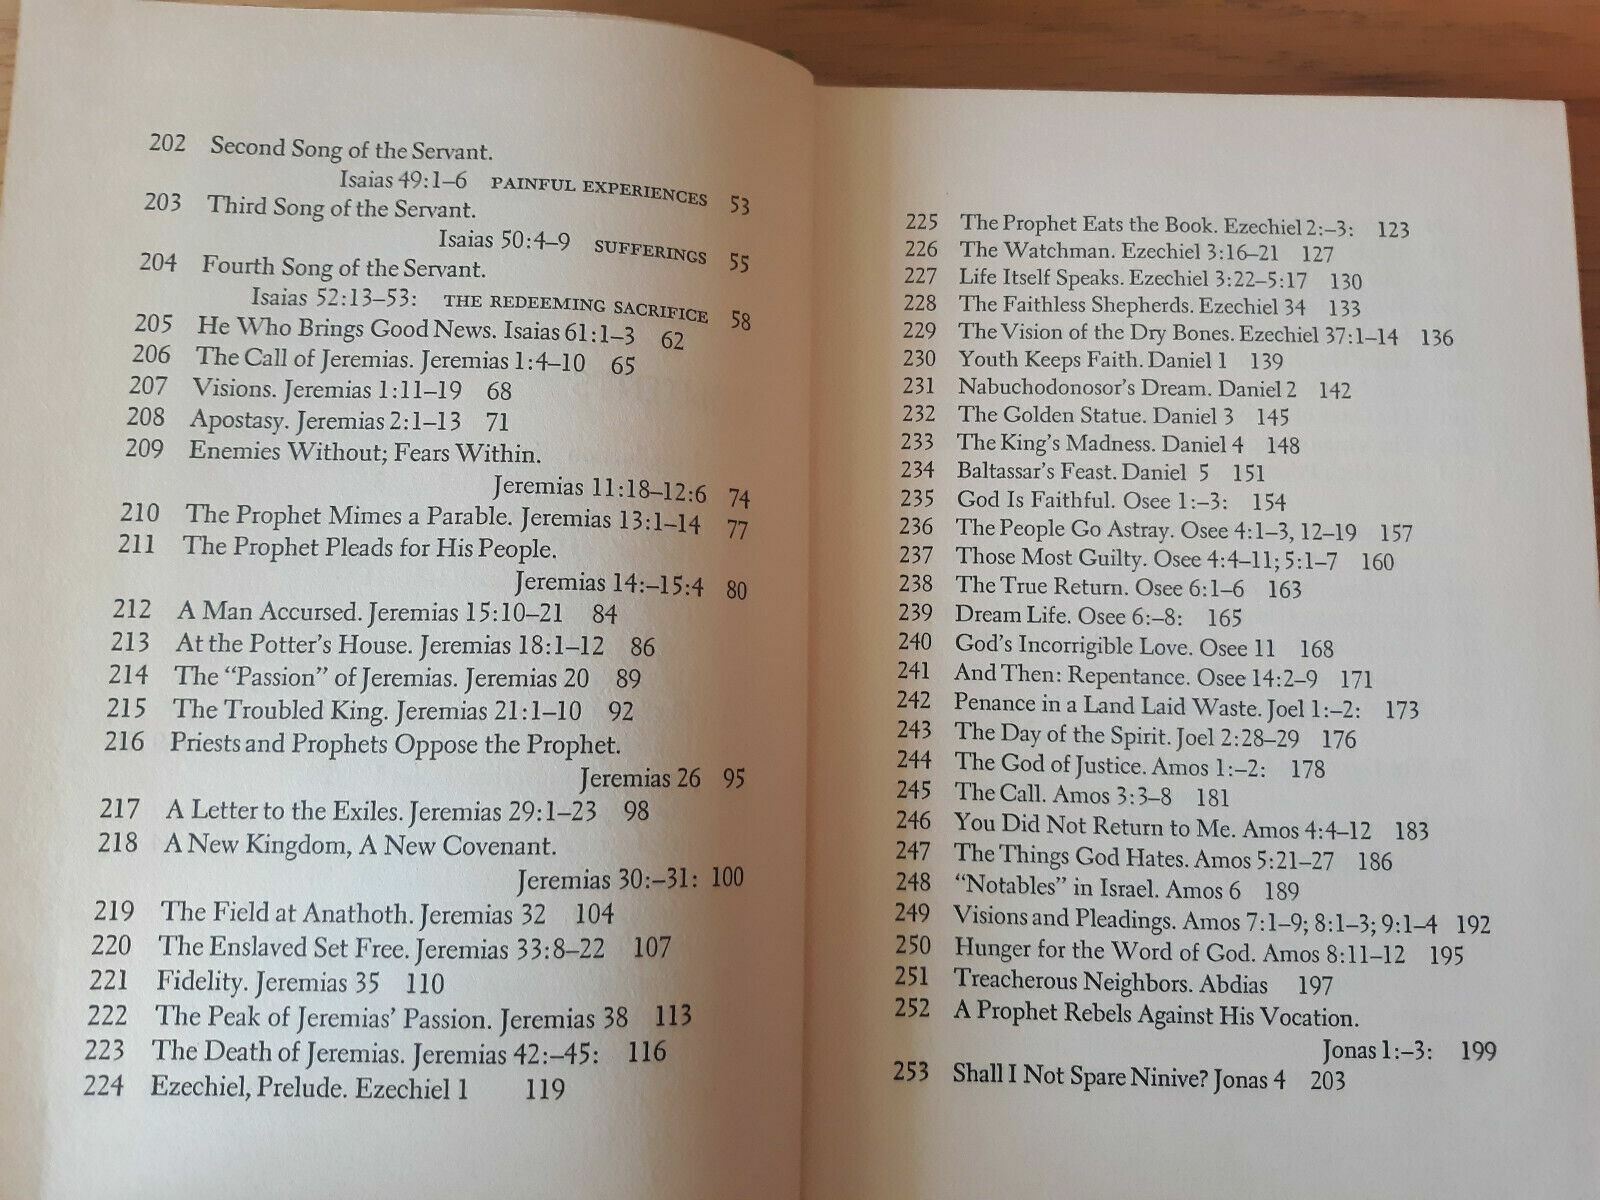 202 Second Song of the Servant.
Isaias 49:1–6 PAINFUL EXPERIENCES 53
203 Third Song of the Servant.
Isaias 50:4–9 SUFFERINGS 55
204 Fourth Song of the Servant.
Isaias 52:13–53: THE REDEEMING SACRIFICE 58
205 He Who Brings Good News. Isaias 61:1–3 62
206 The Call of Jeremias. Jeremias 1:4–10 65
207 Visions. Jeremias 1:11–19 68
208 Apostasy. Jeremias 2:1–13 71
209 Enemies Without; Fears Within.
Jeremias 11:18–12:6 74
210 The Prophet Mimes a Parable. Jeremias 13:1–14 77
211 The Prophet Pleads for His People.
Jeremias 14:–15:4 80
212 A Man Accursed. Jeremias 15:10–21 84
213 At the Potter's House. Jeremias 18:1–12 86
214 The "Passion" of Jeremias. Jeremias 20 89
215 The Troubled King. Jeremias 21:1–10 92
216 Priests and Prophets Oppose the Prophet.
Jeremias 26 95
217 A Letter to the Exiles. Jeremias 29:1–23 98
218 A New Kingdom, A New Covenant.
Jeremias 30:–31: 100
219 The Field at Anathoth. Jeremias 32 104
220 The Enslaved Set Free. Jeremias 33:8–22 107
221 Fidelity. Jeremias 35 110
222 The Peak of Jeremias' Passion. Jeremias 38 113
223 The Death of Jeremias. Jeremias 42:–45: 116
224 Ezechiel, Prelude. Ezechiel 1 119
225 The Prophet Eats the Book. Ezechiel 2:–3: 123
226 The Watchman. Ezechiel 3:16–21 127
227 Life Itself Speaks. Ezechiel 3:22–5:17 130
228 The Faithless Shepherds. Ezechiel 34 133
229 The Vision of the Dry Bones. Ezechiel 37:1–14 136
230 Youth Keeps Faith. Daniel 1 139
231 Nabuchodonosor's Dream. Daniel 2 142
232 The Golden Statue. Daniel 3 145
233 The King's Madness. Daniel 4 148
234 Baltassar's Feast. Daniel 5 151
235 God Is Faithful. Osee 1:–3: 154
236 The People Go Astray. Osee 4:1–3, 12–19 157
237 Those Most Guilty. Osee 4:4–11; 5:1–7 160
238 The True Return. Osee 6:1–6 163
239 Dream Life. Osee 6:–8: 165
240 God's Incorrigible Love. Osee 11 168
241 And Then: Repentance. Osee 14:2–9 171
242 Penance in a Land Laid Waste. Joel 1:–2: 173
243 The Day of the Spirit. Joel 2:28–29 176
244 The God of Justice. Amos 1:–2: 178
245 The Call. Amos 3:3–8 181
246 You Did Not Return to Me. Amos 4:4–12 183
247 The Things God Hates. Amos 5:21–27 186
248 "Notables" in Israel. Amos 6 189
249 Visions and Pleadings. Amos 7:1–9; 8:1–3; 9:1–4 192
250 Hunger for the Word of God. Amos 8:11–12 195
251 Treacherous Neighbors. Abdias 197
252 A Prophet Rebels Against His Vocation.
Jonas 1:–3: 199
253 Shall I Not Spare Ninive? Jonas 4 203